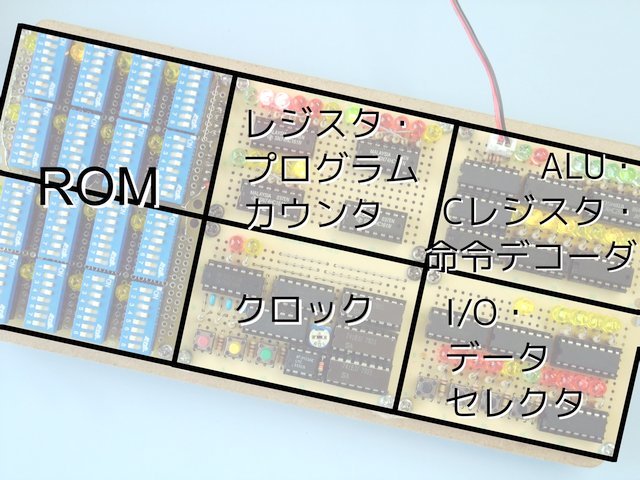 ROM
レジスタ・
プログラム
カウンタ
ALU・
Cレジスタ・
命令デコーダ
クロック
I/O・
データ
セレクタ